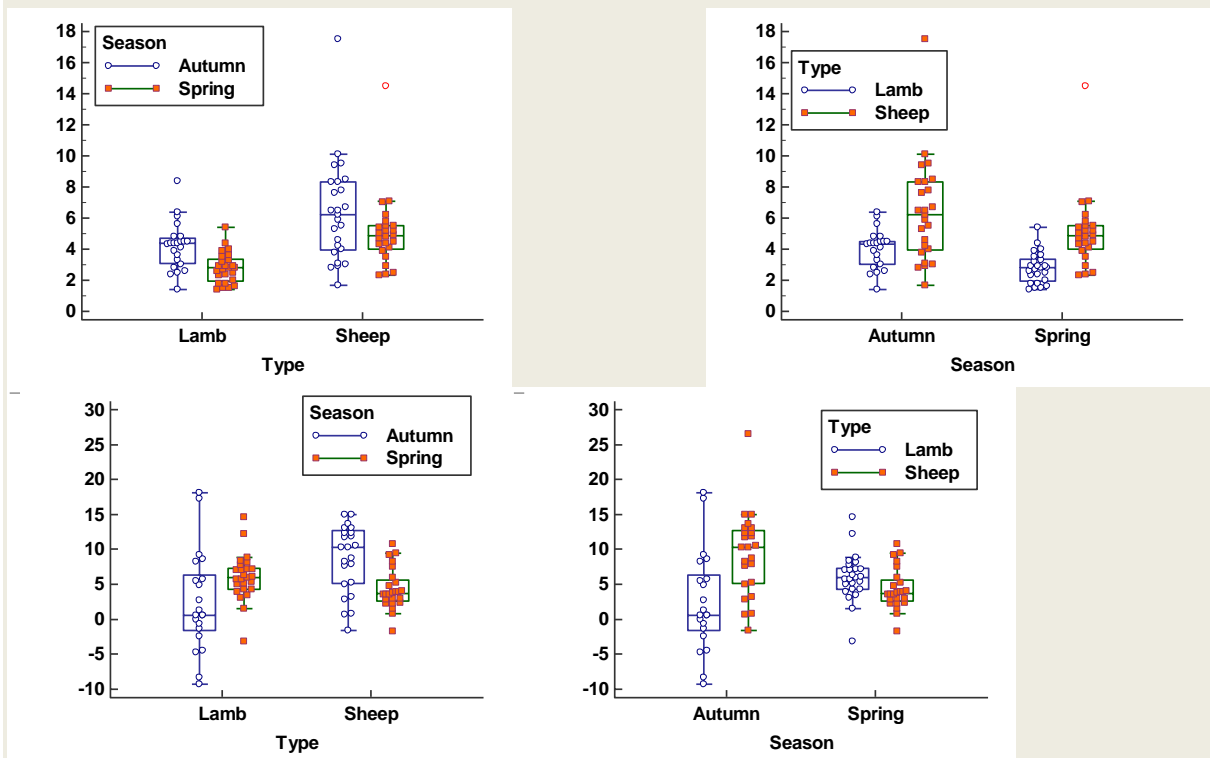 18
16
14
12
10
8
6
4
2
0
Season
Autumn
Spring
Lamb Sheep
Type
18
16
14
12
10
8
6
4
2
0
Type
Lamb
Sheep
Autumn Spring
Season
30
25
20
15
10
5
0
-5
-10
Season
Autumn
Spring
Lamb Sheep
Type
30
25
20
15
10
5
0
-5
-10
Type
Lamb
Sheep
Autumn Spring
Season